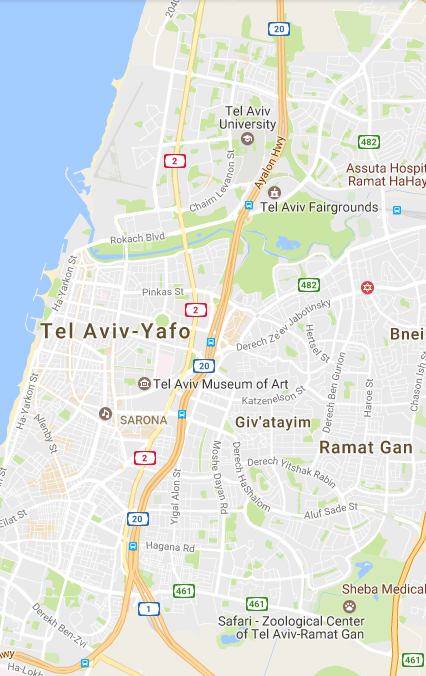 2040
20
Tel Aviv
University
482
2
Ayalon Hwy
Chaim Levanon St
Assuta Hospit
Ramat HaHay
Tel Aviv Fairgrounds
Rokach Blvd
Ha-Yarkon St
482
Pinkas St
2
Tel Aviv-Yafo
Derech Ze'ev Jabotinsky
Hertsel St
Bnei
20
Derech Ben Gurion
Haroe St
Chason Ish S
Ha-Yarkon St
Tel Aviv Museum of Art
Katzenelson St
Allenby St
SARONA
Giv'atayim
Ramat Gan
2
Moshe Dayan Rd
Derech HaShalom
Derech Yitshak Rabin
Yigal Alon St
n St
Aluf Sade St
Eilat St
20
Hagana Rd
461
461
Sheba Medical
1
Derekh Ben Zvi
Safari - Zoological Center
of Tel Aviv-Ramat Gan
wy
Ha-Lokh
461